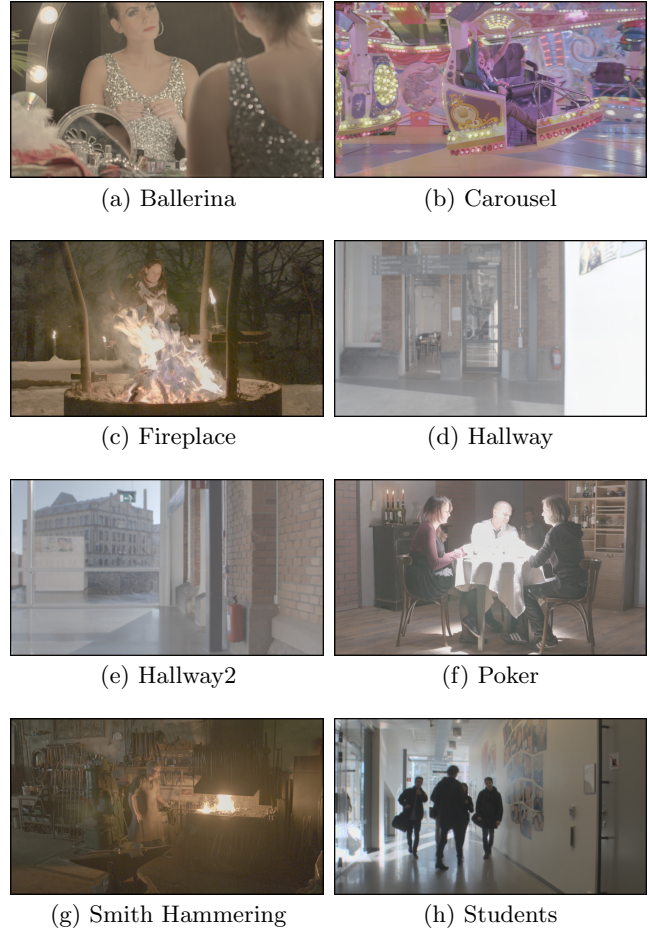 (a) Ballerina
(b) Carousel
(c) Fireplace
(d) Hallway
(e) Hallway2
(f) Poker
(g) Smith Hammering
(h) Students